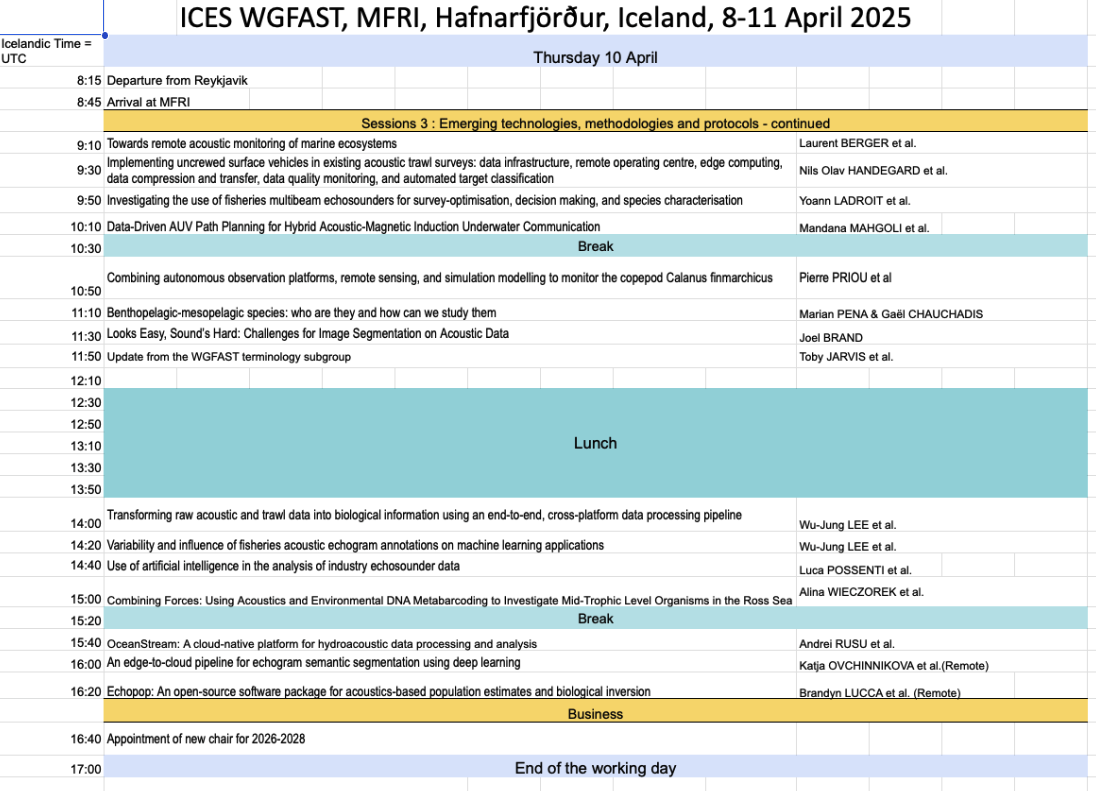 ICES WGFAST, MFRI, Hafnarfjörður, Iceland, 8-11 April 2025
Icelandic Time =
UTC
Thursday 10 April
8:15 Departure from Reykjavik
8:45 Arrival at MFRI
Sessions 3 : Emerging technologies, methodologies and protocols - continued
9:10 Towards remote acoustic monitoring of marine ecosystems Laurent BERGER et al.
9:30 Implementing uncrewed surface vehicles in existing acoustic trawl surveys: data infrastructure, remote operating centre, edge computing,
data compression and transfer, data quality monitoring, and automated target classification Nils Olav HANDEGARD et al.
9:50 Investigating the use of fisheries multibeam echosounders for survey-optimisation, decision making, and species characterisation Yoann LADROIT et al.
10:10 Data-Driven AUV Path Planning for Hybrid Acoustic-Magnetic Induction Underwater Communication Mandana MAHGOLI et al.
10:30 Break
10:50 Combining autonomous observation platforms, remote sensing, and simulation modelling to monitor the copepod Calanus finmarchicus Pierre PRIOU et al
11:10 Benthopelagic-mesopelagic species: who are they and how can we study them Marian PENA & Gaël CHAUCHADIS
11:30 Looks Easy, Sound's Hard: Challenges for Image Segmentation on Acoustic Data Joel BRAND
11:50 Update from the WGFAST terminology subgroup Toby JARVIS et al.
12:10
12:30
12:50
13:10 Lunch
13:30
13:50
14:00 Transforming raw acoustic and trawl data into biological information using an end-to-end, cross-platform data processing pipeline Wu-Jung LEE et al.
14:20 Variability and influence of fisheries acoustic echogram annotations on machine learning applications Wu-Jung LEE et al.
14:40 Use of artificial intelligence in the analysis of industry echosounder data Luca POSSENTI et al.
15:00 Combining Forces: Using Acoustics and Environmental DNA Metabarcoding to Investigate Mid-Trophic Level Organisms in the Ross Sea Alina WIECZOREK et al.
15:20 Break
15:40 OceanStream: A cloud-native platform for hydroacoustic data processing and analysis Andrei RUSU et al.
16:00 An edge-to-cloud pipeline for echogram semantic segmentation using deep learning Katja OVCHINNIKOVA et al.(Remote)
16:20 Echopop: An open-source software package for acoustics-based population estimates and biological inversion Brandyn LUCCA et al. (Remote)
Business
16:40 Appointment of new chair for 2026-2028
17:00 End of the working day